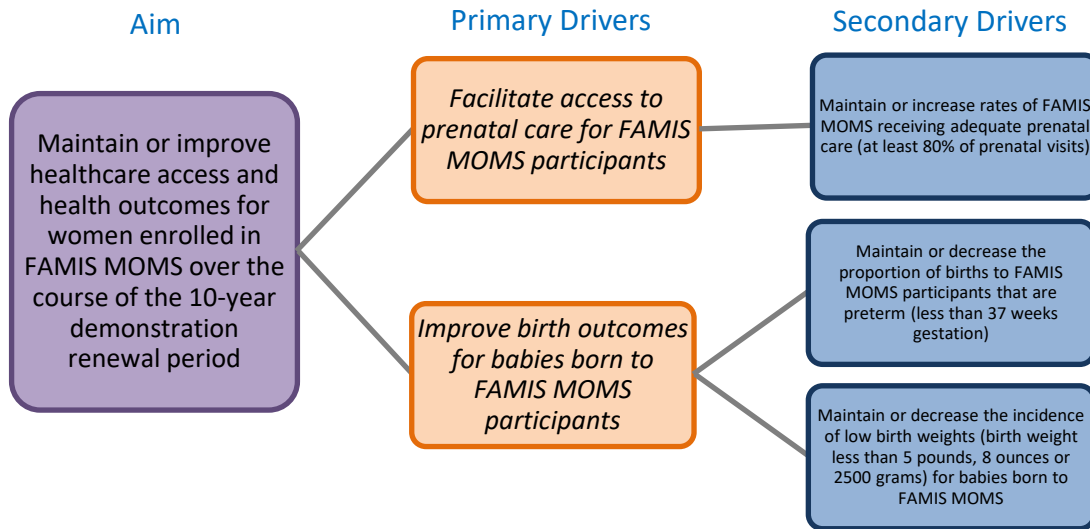 Aim
Primary Drivers
Secondary Drivers
Maintain or improve
healthcare access and
health outcomes for
women enrolled in
FAMIS MOMS over the
course of the 10-year
demonstration
renewal period
Facilitate access to
prenatal care for FAMIS
MOMS participants
Improve birth outcomes
for babies born to
FAMIS MOMS
participants
Maintain or increase rates of FAMIS
MOMS receiving adequate prenatal
care (at least 80% of prenatal visits)
Maintain or decrease the
proportion of births to FAMIS
MOMS participants that are
preterm (less than 37 weeks
gestation)
Maintain or decrease the incidence
of low birth weights (birth weight
less than 5 pounds, 8 ounces or
2500 grams) for babies born to
FAMIS MOMS